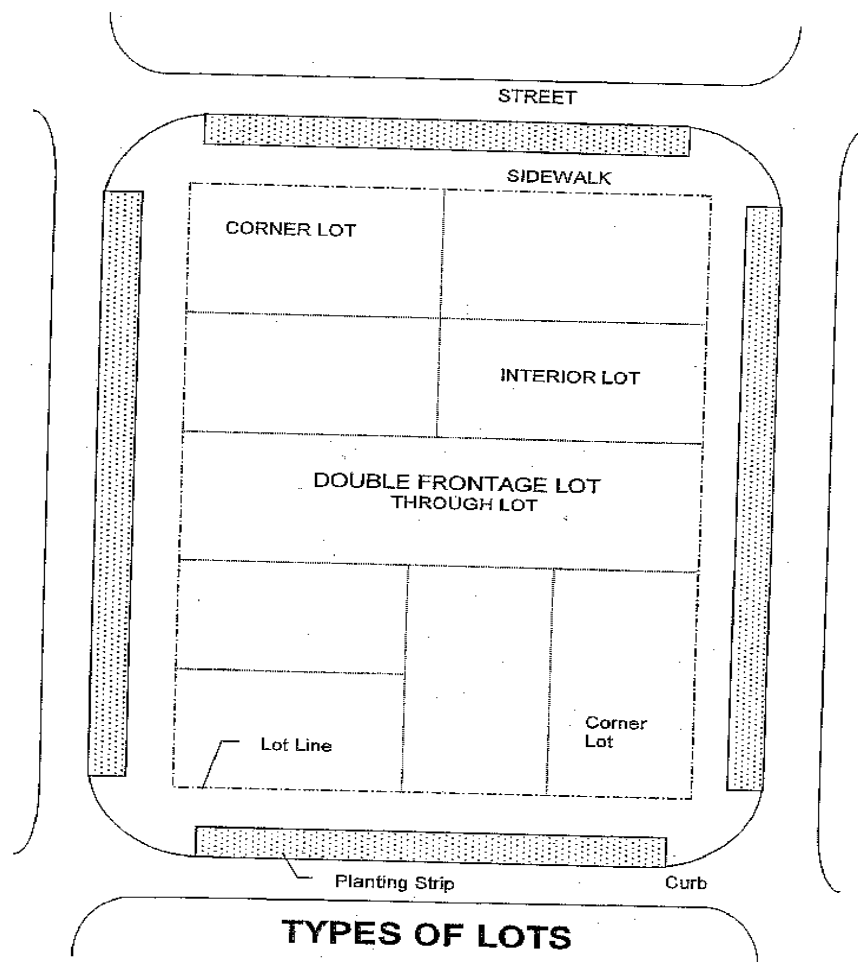 STREET
SIDEWALK
CORNER LOT
INTERIOR LOT
DOUBLE FRONTAGE LOT
THROUGH LOT
Corner
Lot
Lot Line
Planting Strip
Curb
TYPES OF LOTS